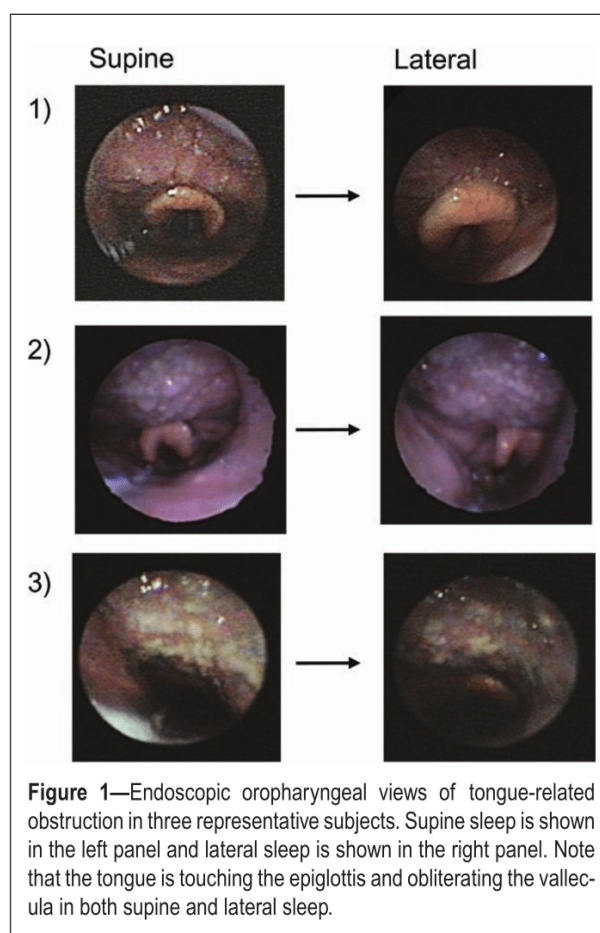 Supine Lateral
1)
2)
3)
Figure 1—Endoscopic oropharyngeal views of tongue-related
obstruction in three representative subjects. Supine sleep is shown
in the left panel and lateral sleep is shown in the right panel. Note
that the tongue is touching the epiglottis and obliterating the vallec-
ula in both supine and lateral sleep.